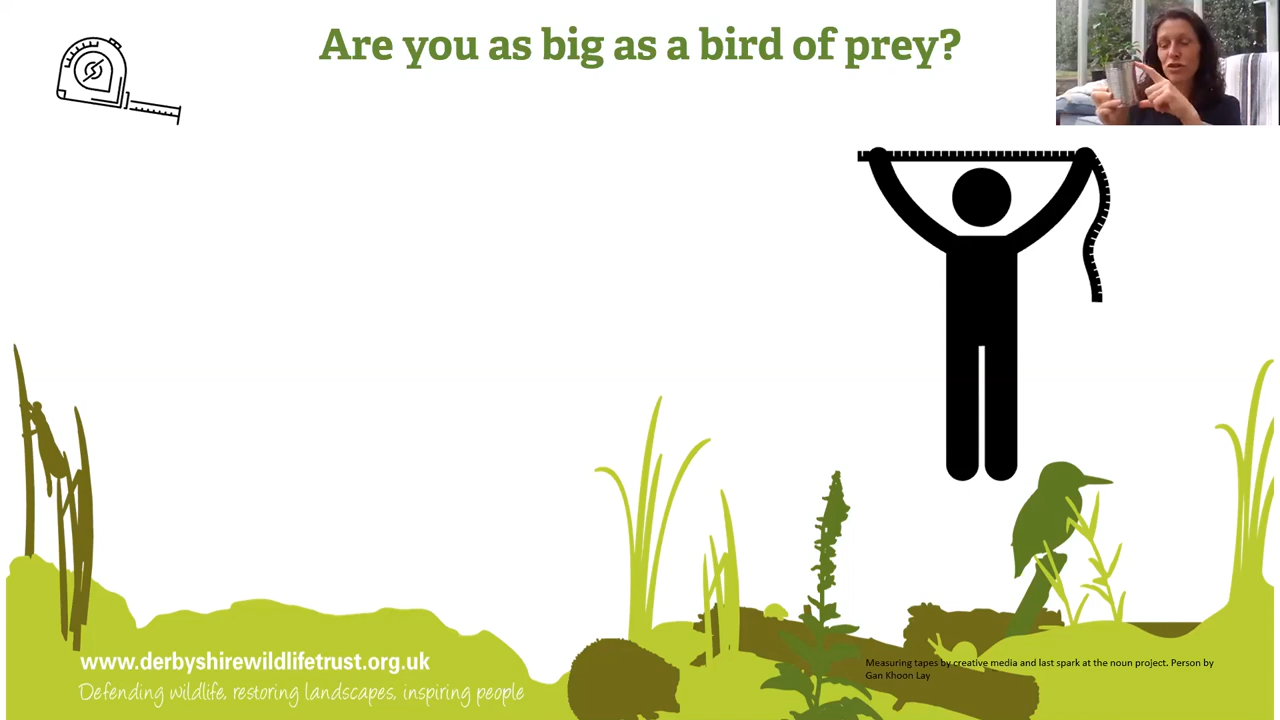 Are you as big as a bird of prey?
www.derbyshirewildlifetrust.org.uk
Defending wildlife, restoring landscapes, inspiring people
Measuring tapes by creative media and last spark at the noun project. Person by
Gan Khoon Lay